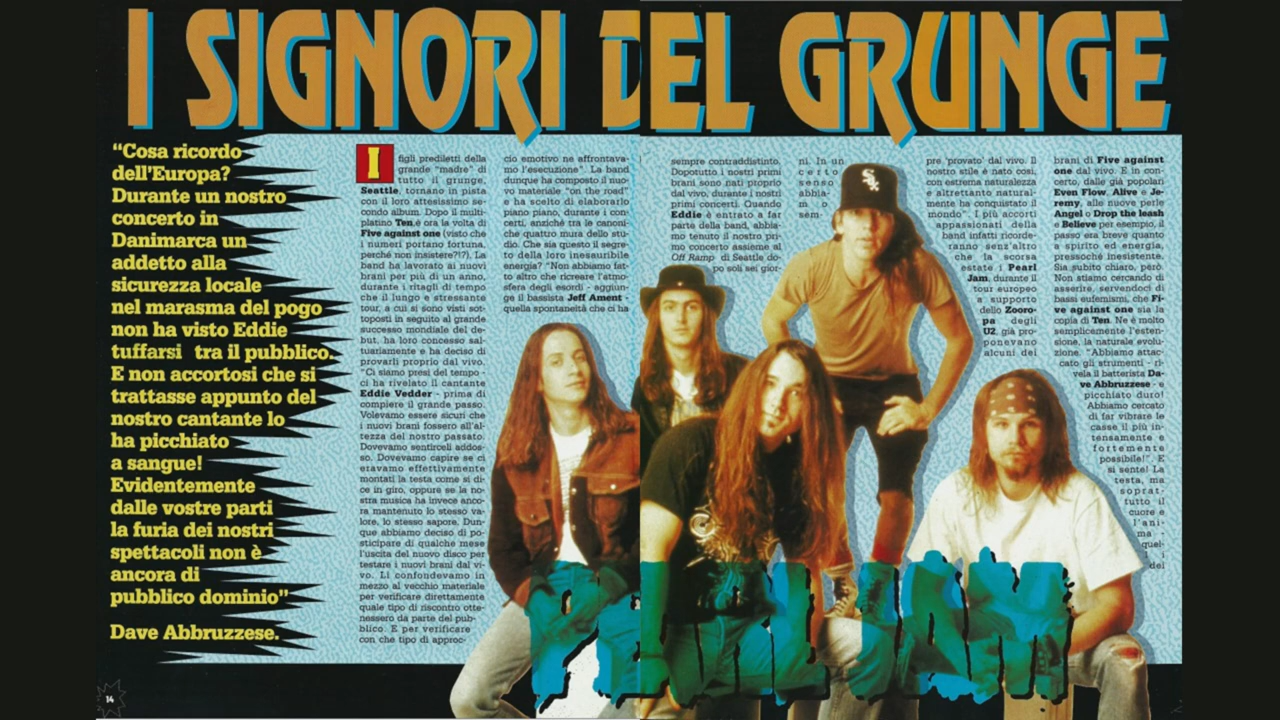 I SIGNORI DEL GRUNGE
“Cosa ricordo
dell'Europa?
Durante un nostro
concerto in
Danimarca un
addetto alla
sicurezza locale
nel marasma del pogo
non ha visto Eddie
tuffarsi tra il pubblico.
E non accortosi che si
trattasse appunto del
nostro cantante lo
ha picchiato
a sangue!
Evidentemente
dalle vostre parti
la furia dei nostri
spettacoli non è
ancora di
pubblico dominio”
Dave Abbruzzese.
I figli prediletti della
grande “madre” di
tutto il grunge,
Seattle, tornano in pista
con il loro attesissimo se-
condo album. Dopo il multi-
platino Ten,è ora la volta di
Five against one (visto che
i numeri portano fortuna,
perché non insistere?!?). La
band ha lavorato ai nuovi
brani per più di un anno,
durante i ritagli di tempo
che il lungo e stressante
tour, a cui si sono visti sot-
toposti in seguito al grande
successo mondiale del de-
but, ha loro concesso sal-
tuariamente e ha deciso di
provarli proprio dal vivo.
“Ci siamo presi del tempo -
ci ha rivelato il cantante
Eddie Vedder - prima di
compiere il grande passo.
Volevamo essere sicuri che
i nuovi brani fossero all'al-
tezza del nostro passato.
Dovevamo sentirceli addos-
so. Dovevamo capire se ci
eravamo effettivamente
montati la testa come si di-
ce in giro, oppure se la no-
stra musica ha invece anco-
ra mantenuto lo stesso va-
lore, lo stesso sapore. Dun-
que abbiamo deciso di po-
sticipare di qualche mese
l'uscita del nuovo disco per
testare i nuovi brani dal vi-
vo. Li confondevamo in
mezzo al vecchio materiale
per verificare direttamente
quale tipo di riscontro otte-
nessero da parte del pub-
blico. E per verificare
con che tipo di approc-
cio emotivo ne affrontava-
mo l'esecuzione”. La band
dunque ha composto il nuo-
vo materiale “on the road”
e ha scelto di elaborarlo
piano piano, durante i con-
certi, anziché tra le canoni-
che quattro mura dello stu-
dio. Che sia questo il segre-
to della loro inesauribile
energia? “Non abbiamo fat-
to altro che ricreare l'atmo-
sfera degli esordi - aggiun-
ge il bassista Jeff Ament -
quella spontaneità che ci ha
sempre contraddistinto.
Dopotutto i nostri primi
brani sono nati proprio
dal vivo, durante i nostri
primi concerti. Quando
Eddie è entrato a far
parte della band, abbia-
mo tenuto il nostro pri-
mo concerto assieme al
Off Ramp di Seattle do-
po soli sei gior-
ni. In un
certo
senso
abbia-
mo
sem-
pre 'provato' dal vivo. Il
nostro stile è nato così,
con estrema naturalezza
e altrettanto natural-
mente ha conquistato il
mondo”. I più accorti
appassionati della
band infatti ricorde-
ranno senz'altro
che la scorsa
estate i Pearl
Jam, durante il
tour europeo
a supporto
dello Zooro-
pa degli
U2, già pro-
ponevano
alcuni dei
brani di Five against
one dal vivo. E in con-
certo, dalle già popolari
Even Flow, Alive e Je-
remy, alle nuove perle
Angel o Drop the leash
e Believe per esempio, il
passo era breve quanto
a spirito ed energia,
pressoché inesistente.
Sia subito chiaro, però.
Non stiamo cercando di
asserire, servendoci di
bassi eufemismi, che Fi-
ve against one sia la
copia di Ten. Ne è molto
semplicemente l'esten-
sione, la naturale evolu-
zione. “Abbiamo attac-
cato gli strumenti - ri-
vela il batterista Da-
ve Abbruzzese - e
picchiato duro!
Abbiamo cercato
di far vibrare le
casse il più in-
tensamente e
fortemente
possibile!”. E
si sente! La
testa, ma
soprat-
tutto il
cuore e
l'ani-
ma -
quel-
i
del
PEARL JAM
14